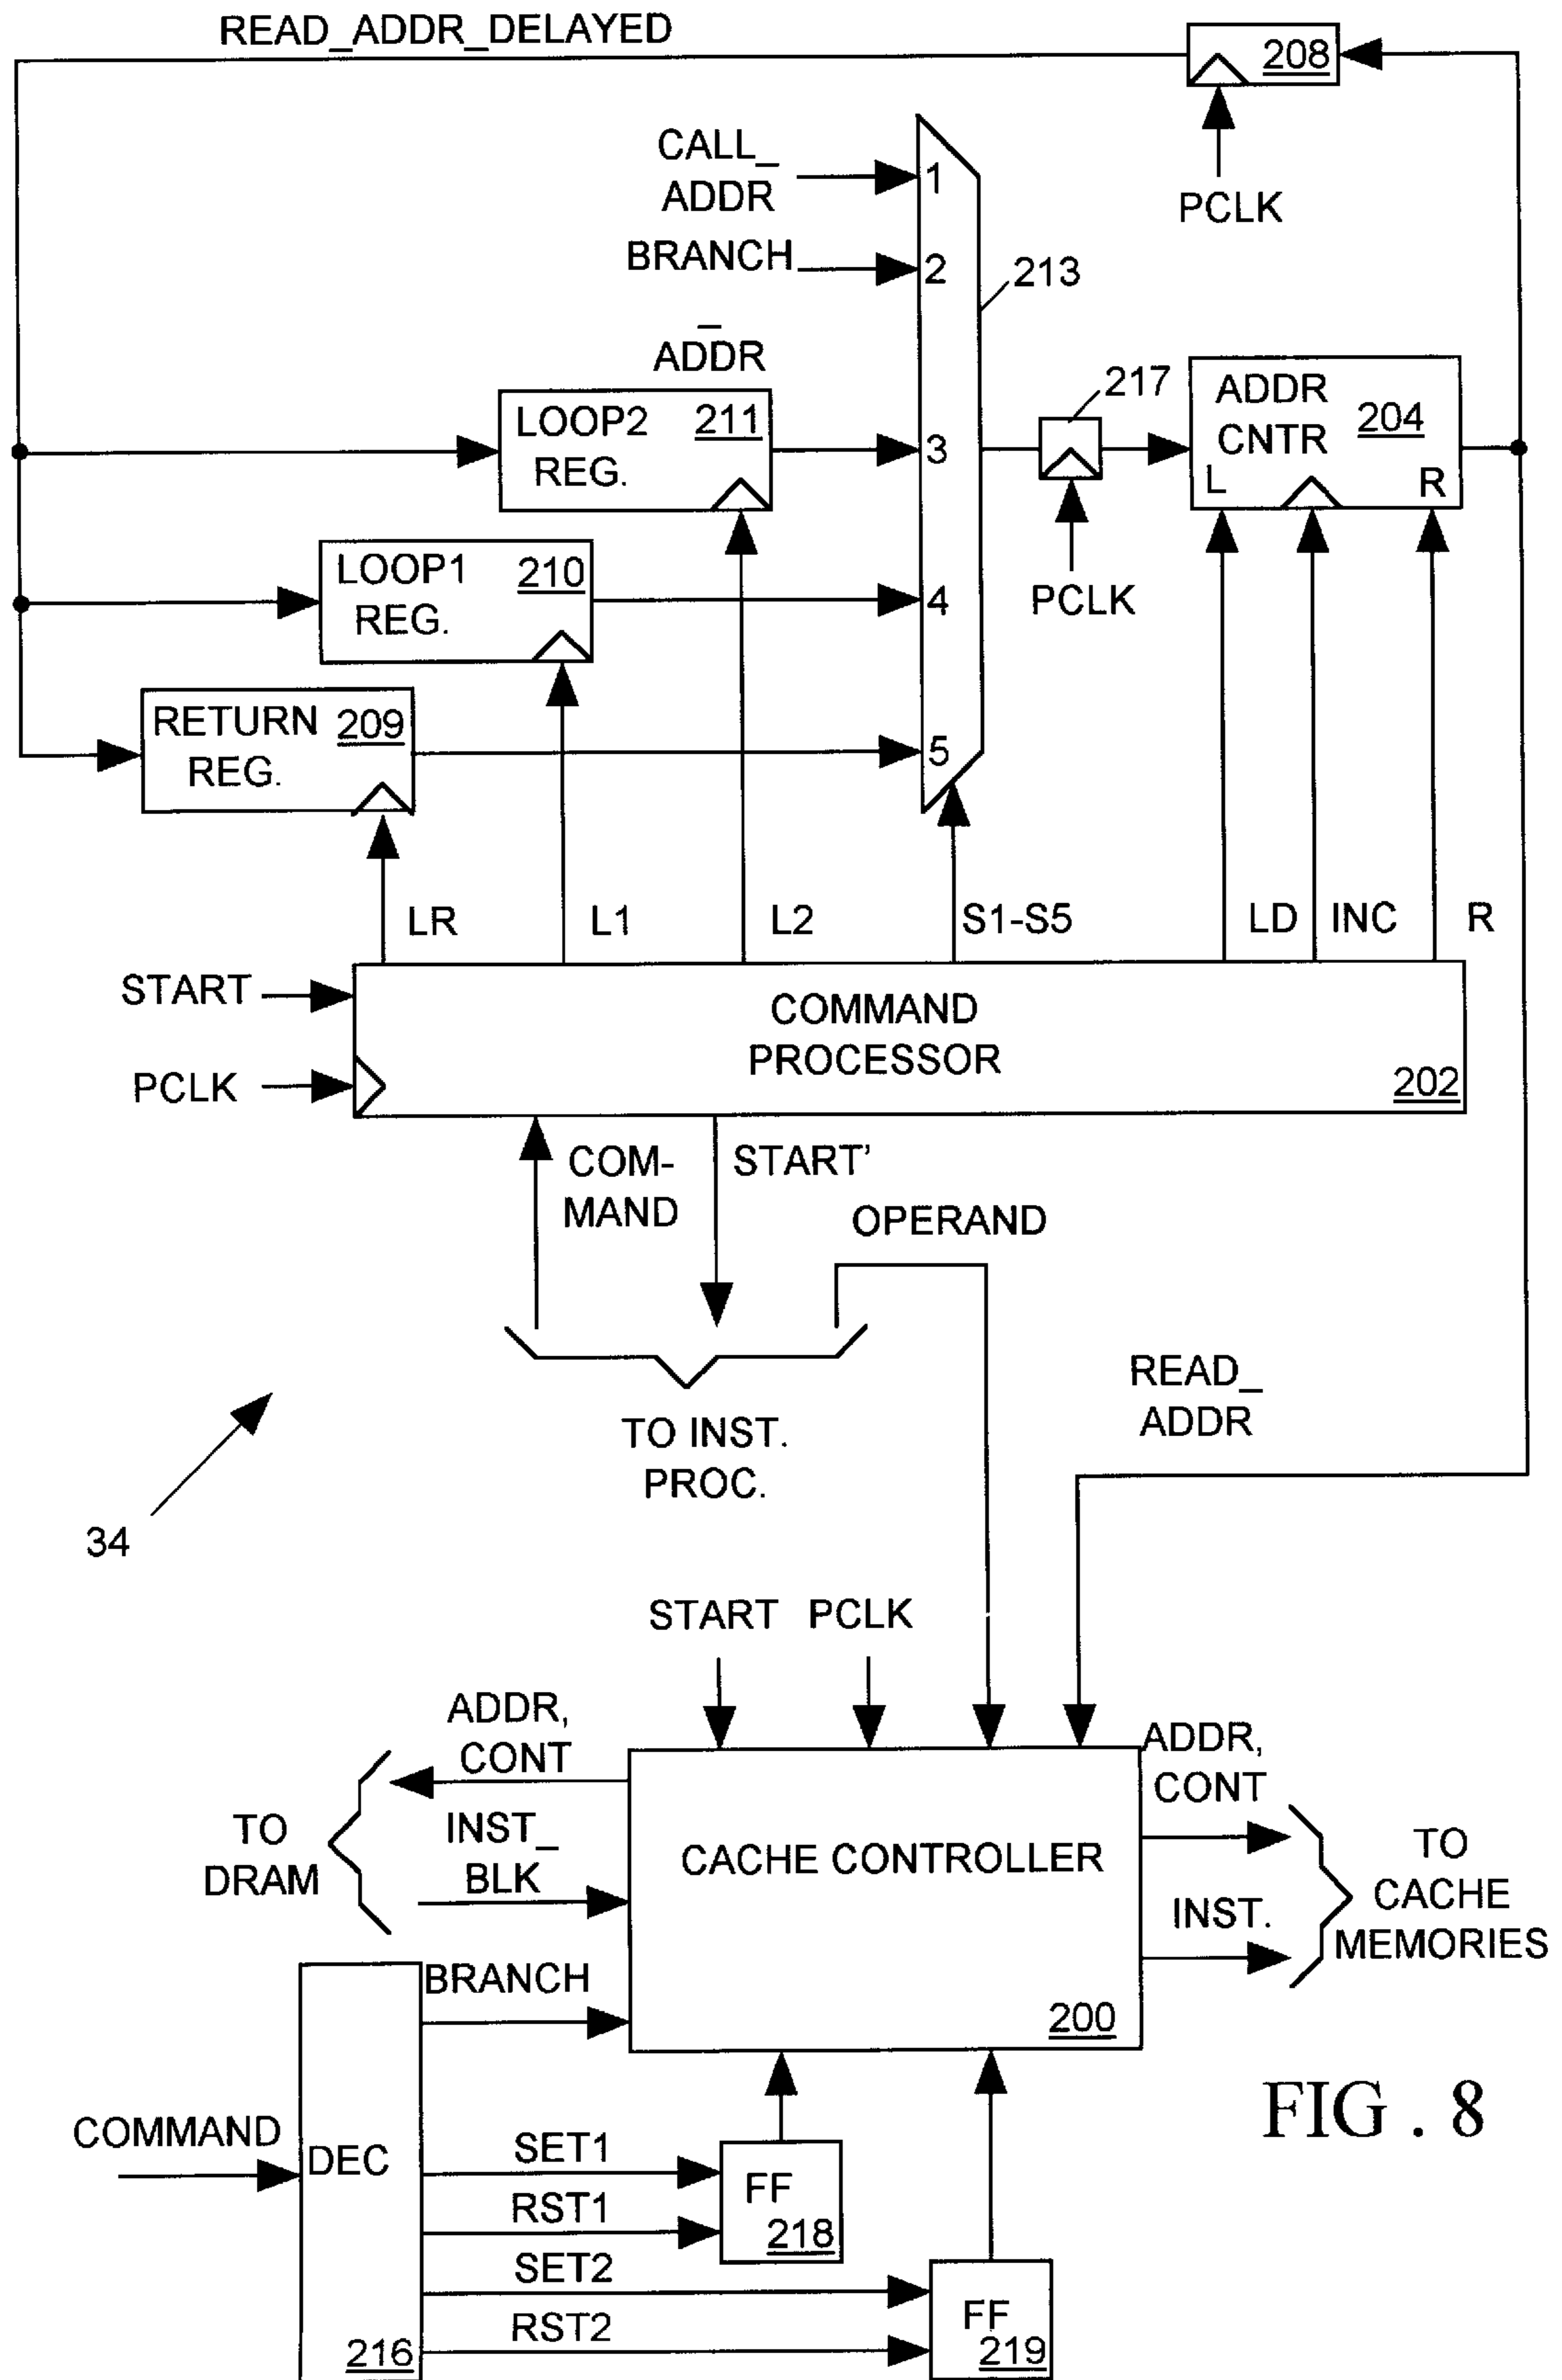 READ_ADDR_DELAYED
208
PCLK
CALL_
ADDR
1
BRANCH
2
213
_
ADDR
217
LOOP2
REG.
211
3
ADDR
CNTR
204
L
R
PCLK
LOOP1
REG.
210
4
RETURN
REG.
209
5
LR
L1
L2
S1-S5
LD
INC
R
START
PCLK
COMMAND
PROCESSOR
202
COM-
MAND
START'
OPERAND
TO INST.
PROC.
READ_
ADDR
34
START
PCLK
ADDR,
CONT
INST_
BLK
TO
DRAM
CACHE CONTROLLER
200
ADDR,
CONT
INST.
TO
CACHE
MEMORIES
BRANCH
COMMAND
DEC
216
SET1
RST1
FF
218
SET2
RST2
FF
219
FIG . 8